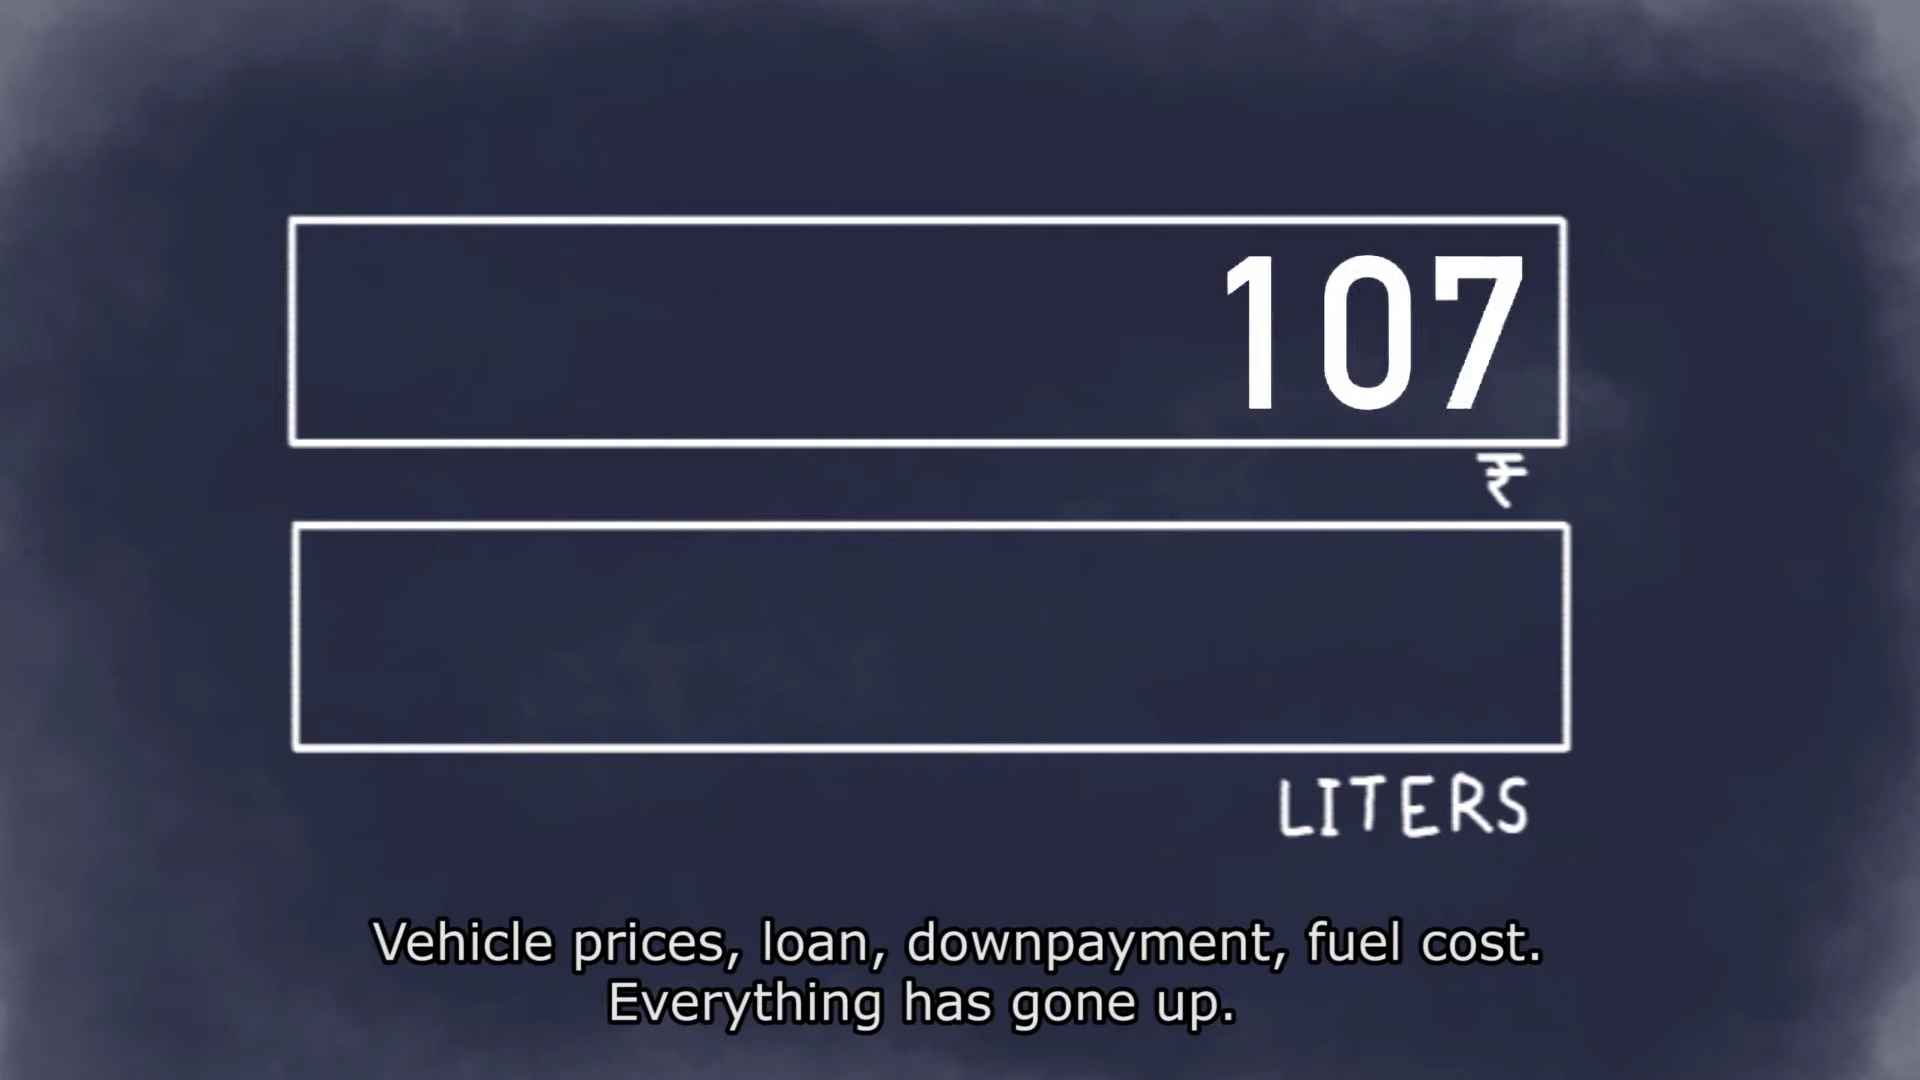 107
₹
LITERS
Vehicle prices, loan, downpayment, fuel cost.
Everything has gone up.